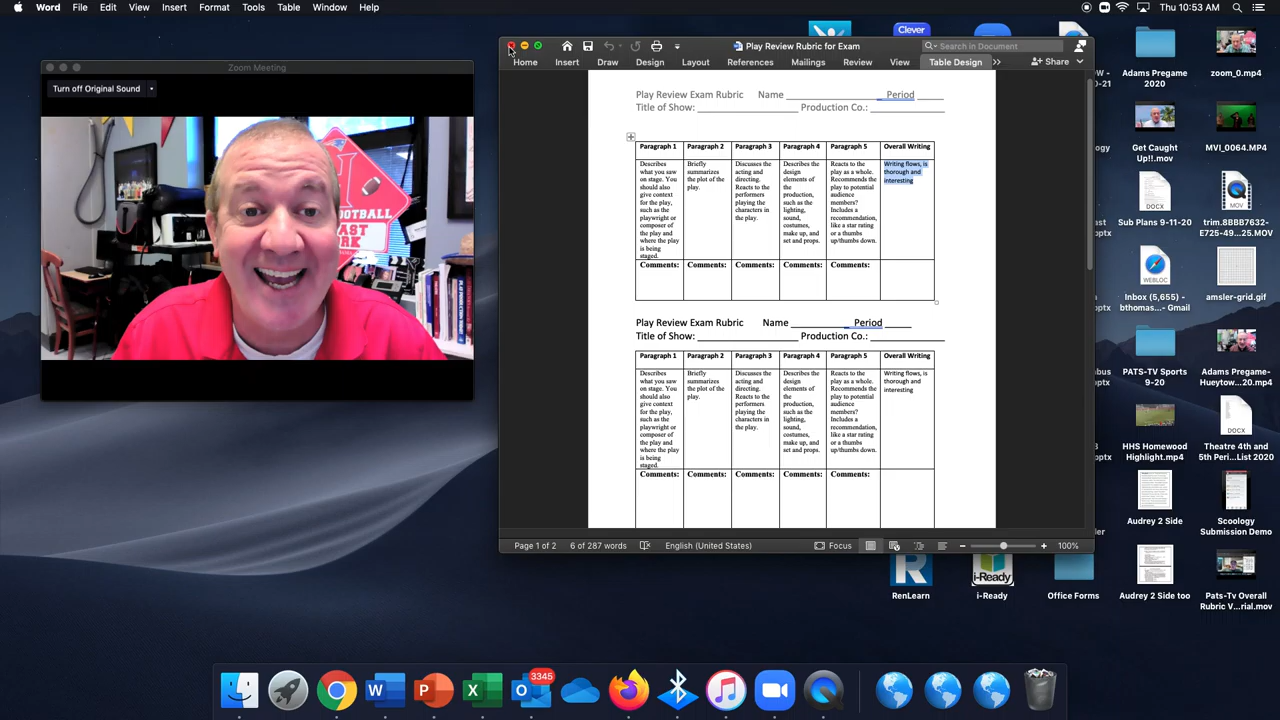 Word File Edit View Insert Format Tools Table Window Help
Thu 10:53 AM
Zoom Meeting
Turn off Original Sound
Play Review Rubric for Exam
Search in Document
Home Insert Draw Design Layout References Mailings Review View Table Design Share
Play Review Exam Rubric Name ____ Period ____
Title of Show: ____ Production Co.: ____
Paragraph 1
Describes
what you saw
on stage. You
should also
give context
for the play,
such as the
playwright or
composer of
the play and
where the play
is being
staged.
Comments:
Paragraph 2
Briefly
summarizes
the plot of the
play.
Comments:
Paragraph 3
Discusses the
acting and
directing.
Reacts to the
performers
playing the
characters in
the play.
Comments:
Paragraph 4
Describes the
design
elements of
the
production,
such as the
lighting,
sound,
costumes,
make up, and
set and props.
Comments:
Paragraph 5
Reacts to the
play as a whole.
Recommends the
play to potential
audience
members?
Includes a
recommendation,
like a star rating
or a thumbs
up/thumbs down.
Comments:
Overall Writing
Writing flows, is
thorough and
interesting
Play Review Exam Rubric Name ____ Period ____
Title of Show: ____ Production Co.: ____
Paragraph 1
Describes
what you saw
on stage. You
should also
give context
for the play,
such as the
playwright or
composer of
the play and
where the play
is being
staged.
Comments:
Paragraph 2
Briefly
summarizes
the plot of the
play.
Comments:
Paragraph 3
Discusses the
acting and
directing.
Reacts to the
performers
playing the
characters in
the play.
Comments:
Paragraph 4
Describes the
design
elements of
the
production,
such as the
lighting,
sound,
costumes,
make up, and
set and props.
Comments:
Paragraph 5
Reacts to the
play as a whole.
Recommends the
play to potential
audience
members?
Includes a
recommendation,
like a star rating
or a thumbs
up/thumbs down.
Comments:
Overall Writing
Writing flows, is
thorough and
interesting
Page 1 of 2 6 of 287 words English (United States) Focus 100%
Clever
Adams Pregame
2020
zoom_0.mp4
Get Caught
Up!!.mov
MVI_0064.MP4
DOCX
Sub Plans 9-11-20
MOV
trim.8BBB7632-
E725-49...25.MOV
WEBLOC
Inbox (5,655) -
bthomas... - Gmail
amsler-grid.gif
PATS-TV Sports
9-20
Adams Pregame-
Hueytow...20.mp4
HHS Homewood
Highlight.mp4
DOCX
Theatre 4th and
5th Peri...List 2020
Audrey 2 Side
Scoology
Submission Demo
RenLearn
i-Ready
i-Ready
Office Forms
Audrey 2 Side too
Pats-Tv Overall
Rubric V...rial.mov
3345
FOOTBALL